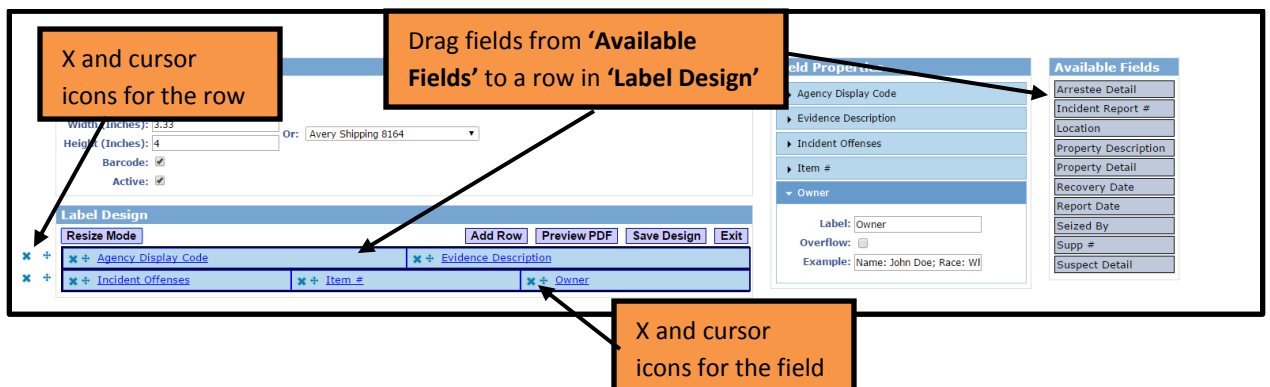 X and cursor
icons for the row
Drag fields from ‘Available
Fields’ to a row in ‘Label Design’
Width (Inches): 3.33
Height (Inches): 4
Or: Avery Shipping 8164
Barcode:
Active:
Label Design
Resize Mode Add Row Preview PDF Save Design Exit
Agency Display Code Evidence Description
Incident Offenses Item # Owner
Agency Display Code
Evidence Description
Incident Offenses
Item #
Owner
Label: Owner
Overflow:
Example: Name: John Doe; Race:
Available Fields
Arrestee Detail
Incident Report #
Location
Property Description
Property Detail
Recovery Date
Report Date
Seized By
Supp #
Suspect Detail
X and cursor
icons for the field